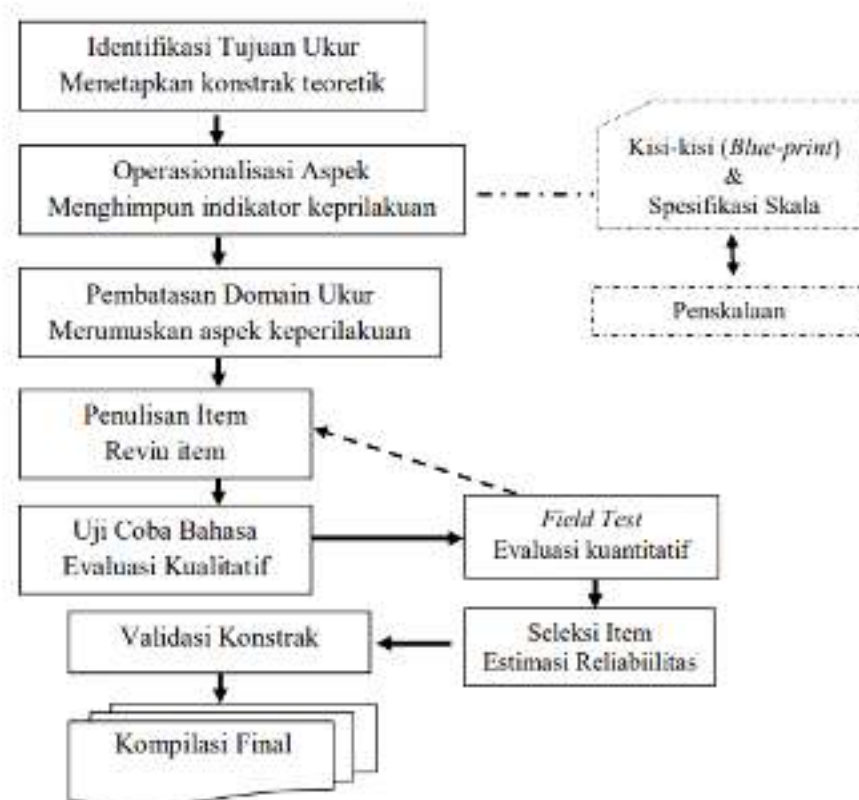 Identifikasi Tujuan Ukur
Menetapkan konstrak teoretik
Operasionalisasi Aspek
Menghimpun indikator keprilakuan
Kisi-kisi (Blue-print)
&
Spesifikasi Skala
Pembatasan Domain Ukur
Merumuskan aspek keperilakuan
Penskalaan
Penulisan Item
Reviu item
Uji Coba Bahasa
Evaluasi Kualitatif
Field Test
Evaluasi kuantitatif
Seleksi Item
Estimasi Reliabiilitas
Validasi Konstrak
Kompilasi Final